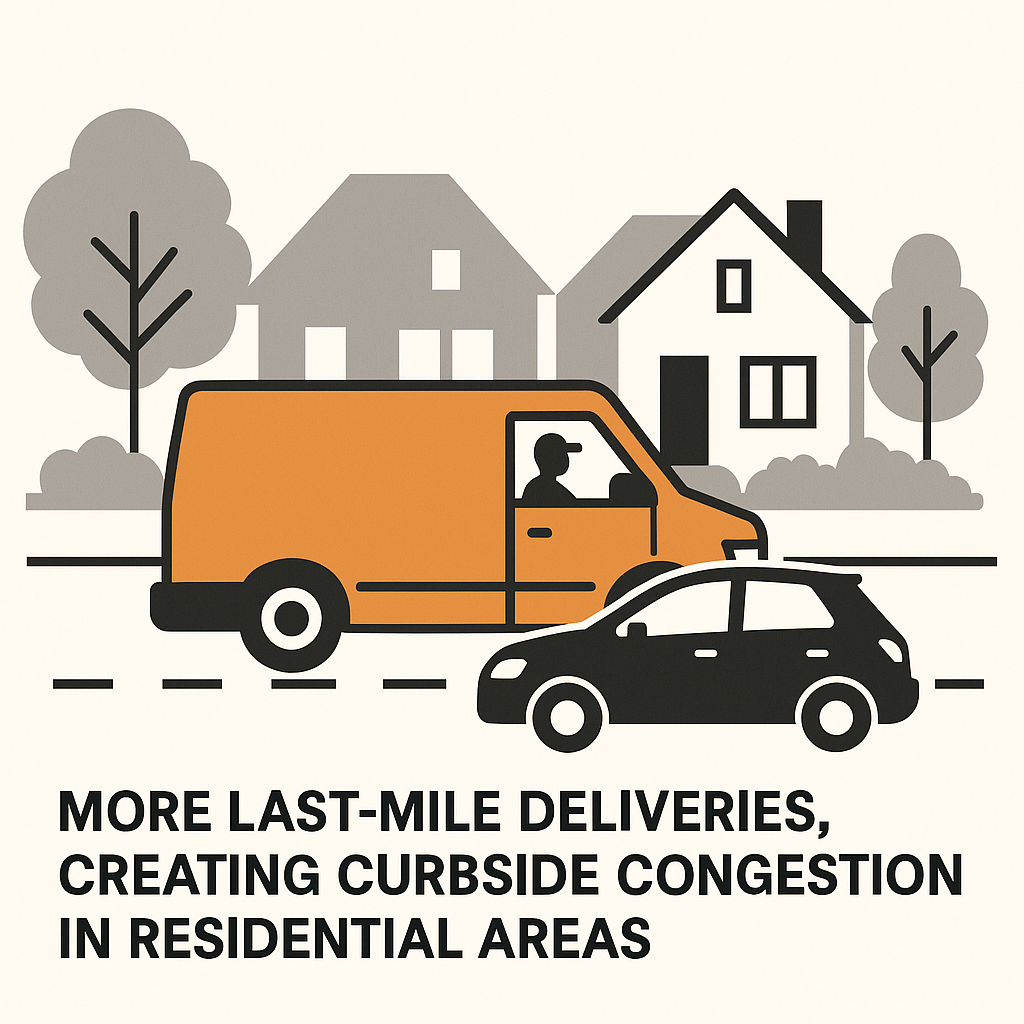 MORE LAST-MILE DELIVERIES,
CREATING CURBSIDE CONGESTION
IN RESIDENTIAL AREAS